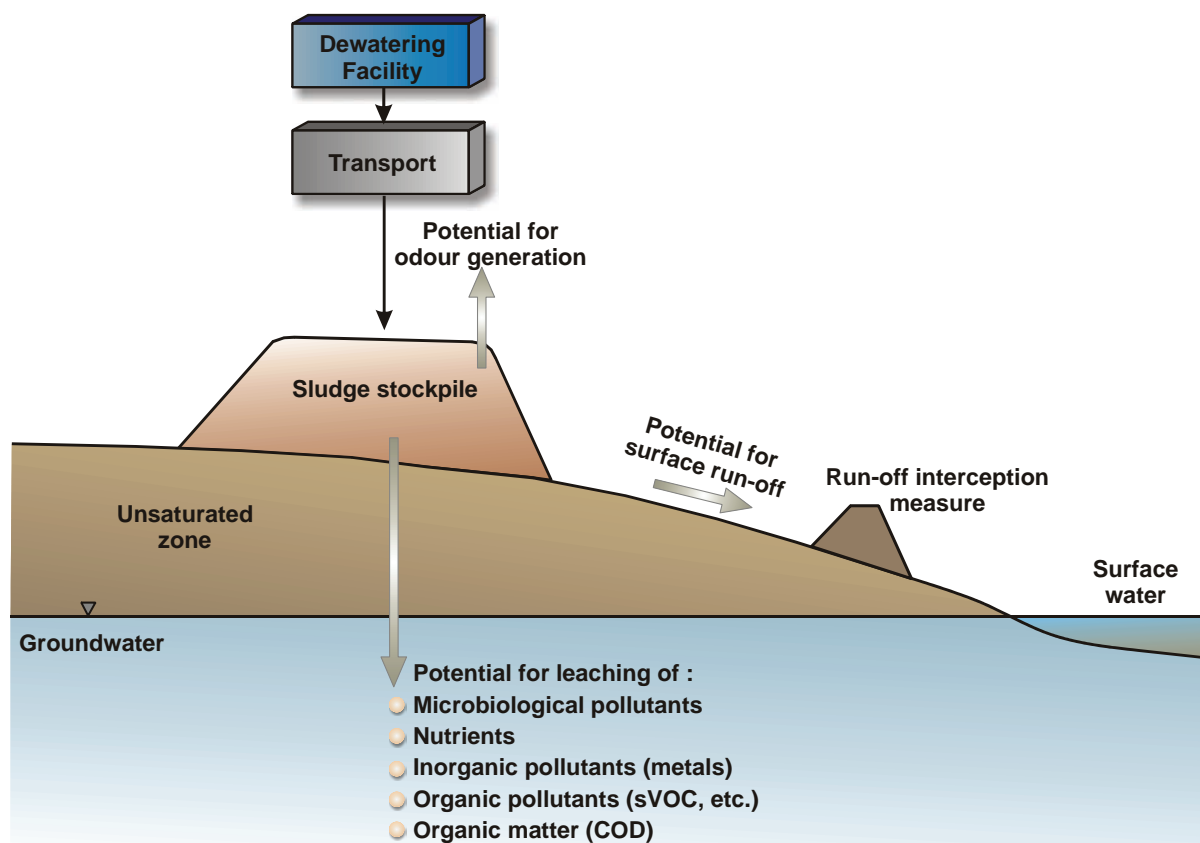 Dewatering
Facility
Transport
Potential for
odour generation
Sludge stockpile
Potential for
surface run-off
Run-off interception
measure
Unsaturated
zone
Surface
water
Groundwater
Potential for leaching of :
Microbiological pollutants
Nutrients
Inorganic pollutants (metals)
Organic pollutants (sVOC, etc.)
Organic matter (COD)